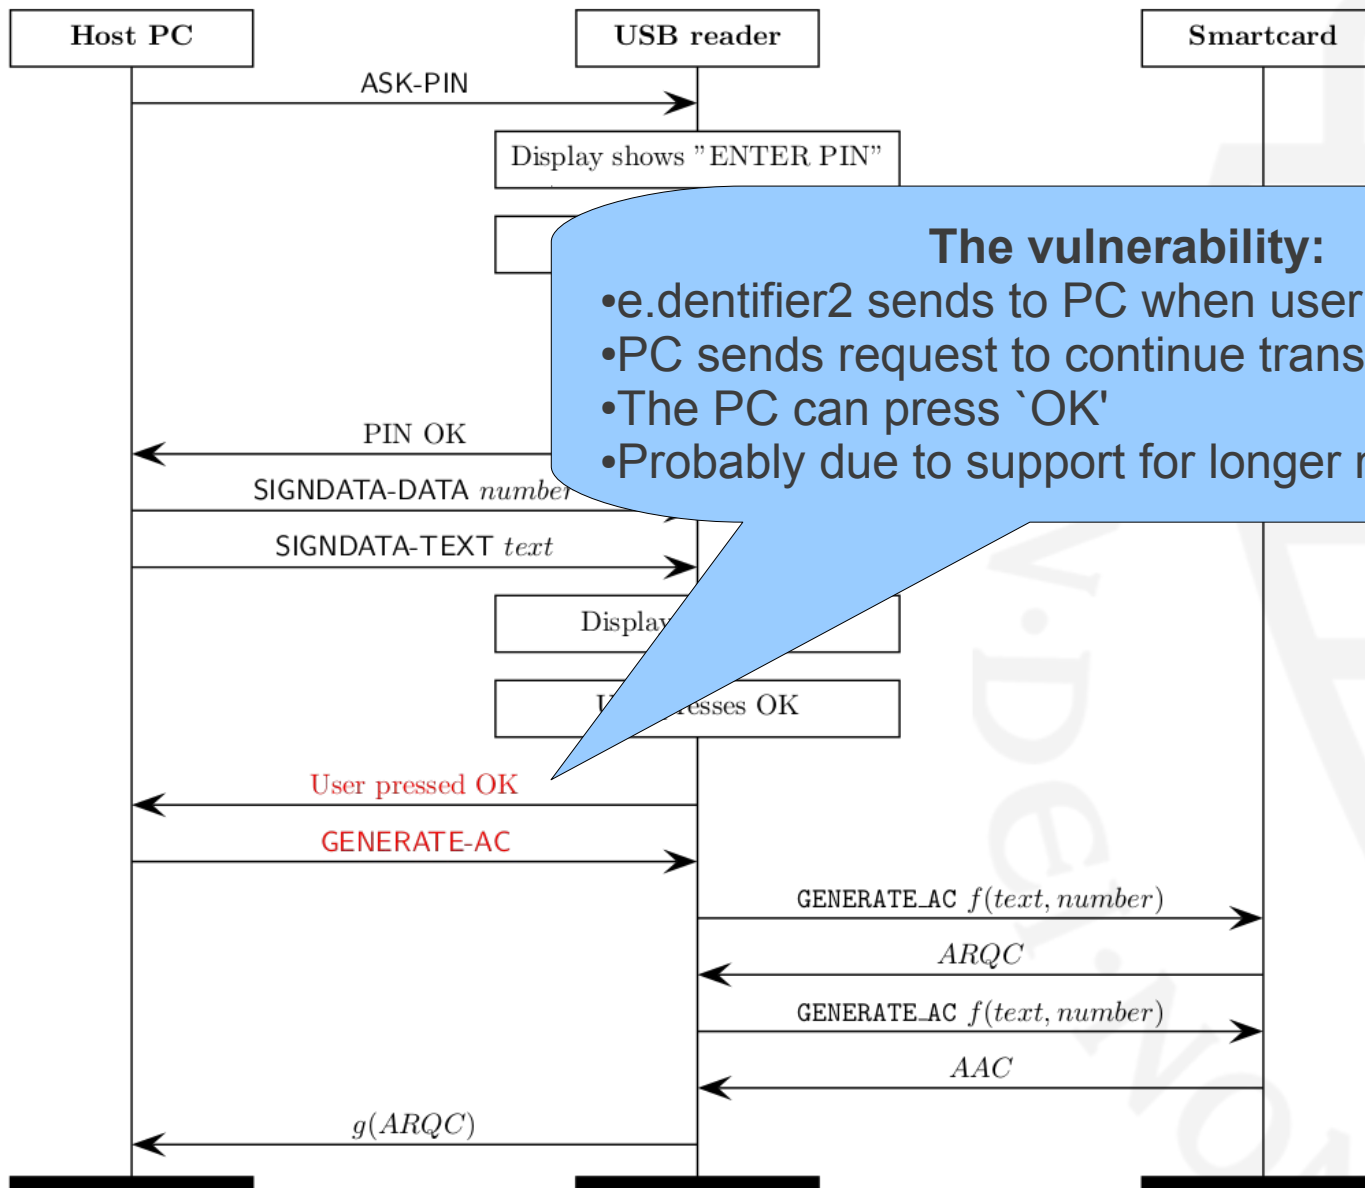 Host PC
USB reader
Smartcard
ASK-PIN
Display shows "ENTER PIN"
The vulnerability:
•e.dentifier2 sends to PC when user
•PC sends request to continue trans
•The PC can press `OK'
•Probably due to support for longer
PIN OK
SIGNDATA-DATA number
SIGNDATA-TEXT text
Display
U esses OK
User pressed OK
GENERATE-AC
GENERATE_AC f(text, number)
ARQC
GENERATE_AC f(text, number)
AAC
g(ARQC)